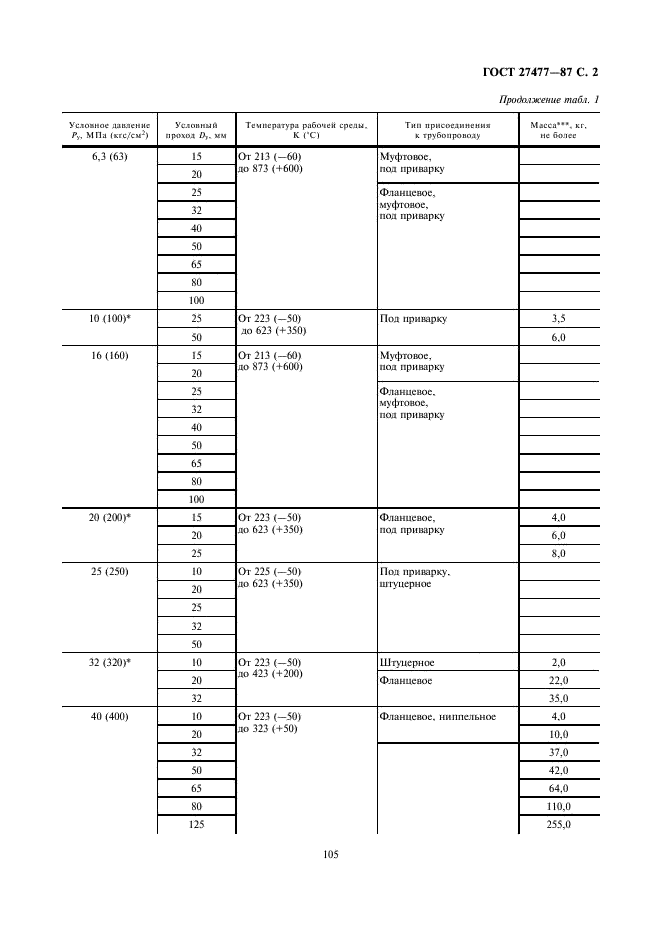 ГОСТ 27477—87 С. 2
Продолжение табл. 1
Условное давление Pу, МПа (кгс/см²) | Условный проход Dу, мм | Температура рабочей среды, К (°С) | Тип присоединения к трубопроводу | Масса***, кг, не более
6,3 (63) | 15 | От 213 (—60) | Муфтовое,
до 873 (+600) | под приварку
20
25 | Фланцевое,
32 | муфтовое,
под приварку
40
50
65
80
100
10 (100)* | 25 | От 223 (—50) | Под приварку | 3,5
до 623 (+350)
50 | 6,0
16 (160) | 15 | От 213 (—60) | Муфтовое,
до 873 (+600) | под приварку
20
25 | Фланцевое,
32 | муфтовое,
под приварку
40
50
65
80
100
20 (200)* | 15 | От 223 (—50) | Фланцевое, | 4,0
до 623 (+350) | под приварку
20 | 6,0
25 | 8,0
25 (250) | 10 | От 225 (—50) | Под приварку,
до 623 (+350) | штуцерное
20
25
32
50
32 (320)* | 10 | От 223 (—50) | Штуцерное | 2,0
до 423 (+200)
20 | Фланцевое | 22,0
32 | 35,0
40 (400) | 10 | От 223 (—50) | Фланцевое, ниппельное | 4,0
до 323 (+50)
20 | 10,0
32 | 37,0
50 | 42,0
65 | 64,0
80 | 110,0
125 | 255,0
105